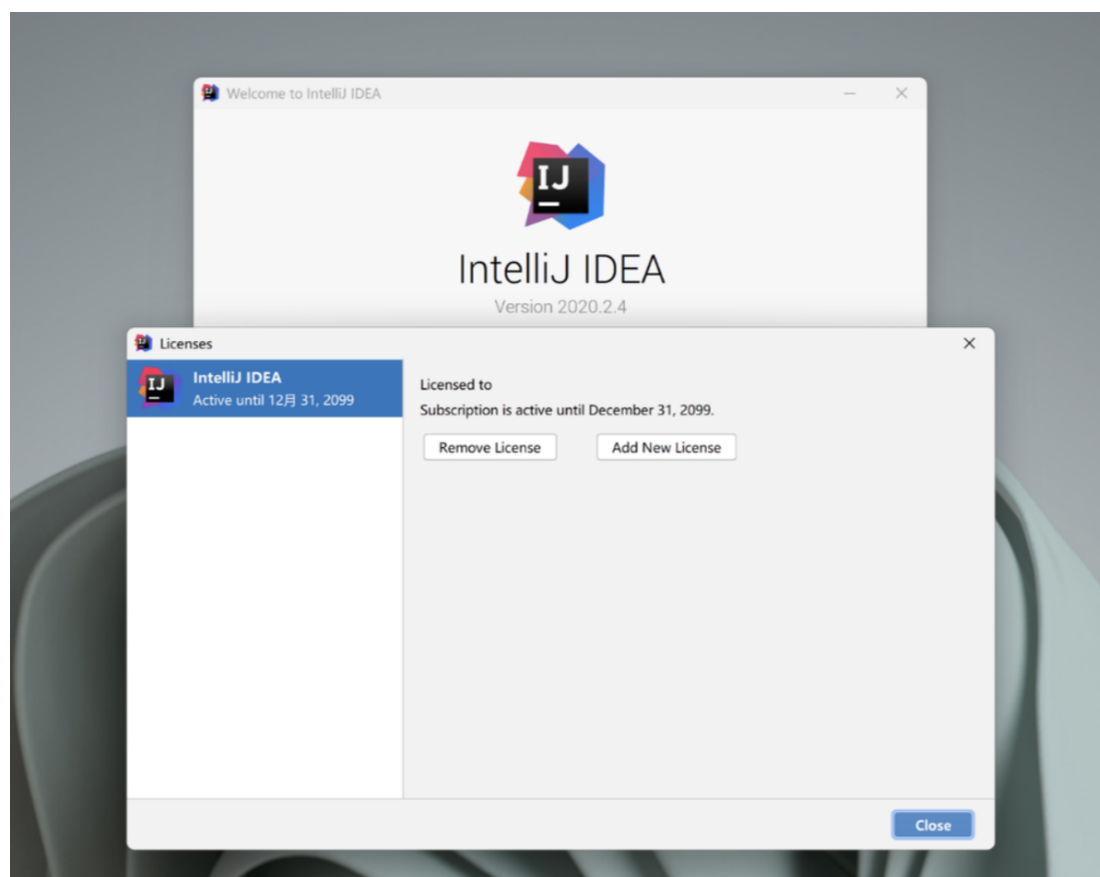 Welcome to IntelliJ IDEA
IJ
IntelliJ IDEA
Version 2020.2.4
Licenses
IJ
IntelliJ IDEA
Active until 12月 31, 2099
Licensed to
Subscription is active until December 31, 2099.
Remove License
Add New License
Close